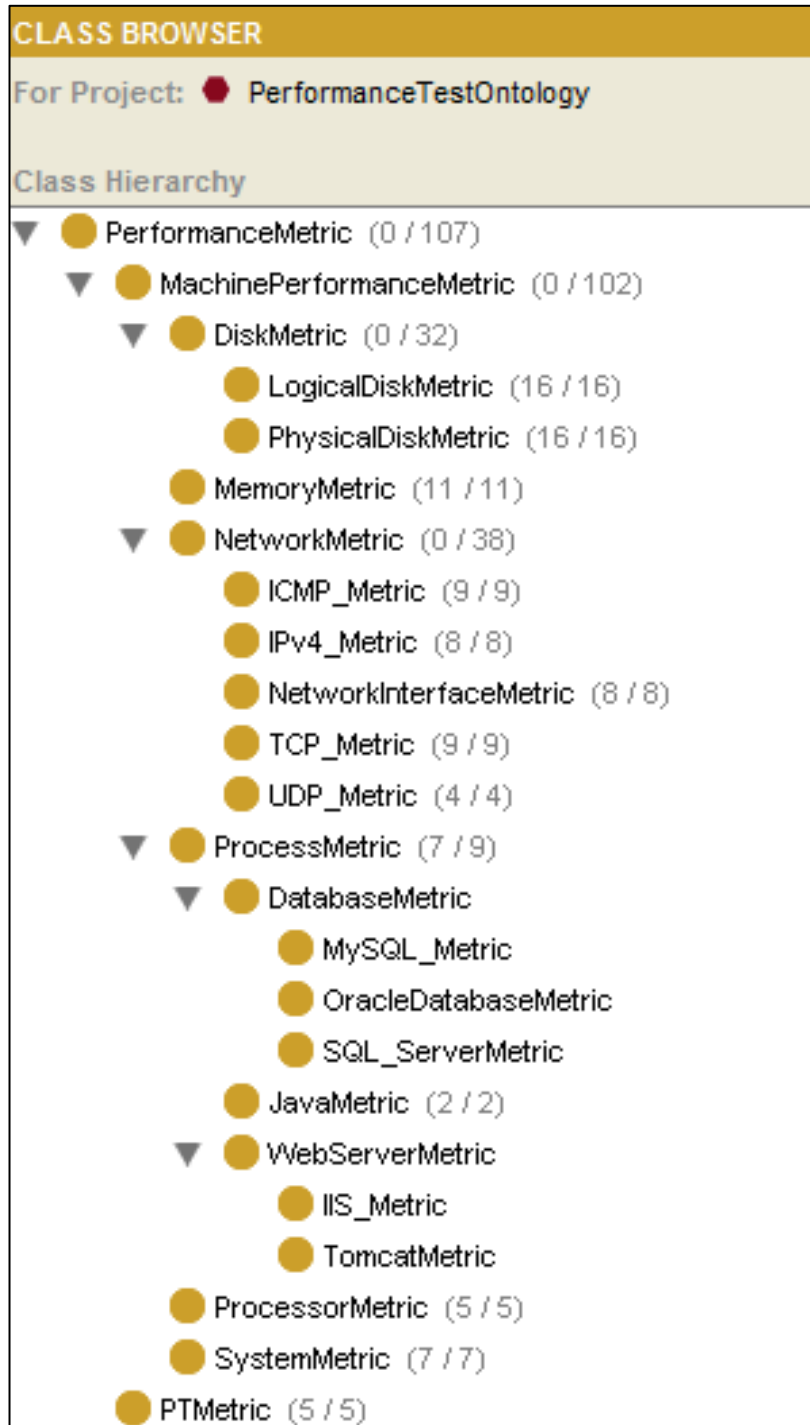 CLASS BROWSER
For Project: PerformanceTestOntology
Class Hierarchy
PerformanceMetric (0 / 107)
MachinePerformanceMetric (0 / 102)
DiskMetric (0 / 32)
LogicalDiskMetric (16 / 16)
PhysicalDiskMetric (16 / 16)
MemoryMetric (11 / 11)
NetworkMetric (0 / 38)
ICMP_Metric (9 / 9)
IPv4_Metric (8 / 8)
NetworkInterfaceMetric (8 / 8)
TCP_Metric (9 / 9)
UDP_Metric (4 / 4)
ProcessMetric (7 / 9)
DatabaseMetric
MySQL_Metric
OracleDatabaseMetric
SQL_ServerMetric
JavaMetric (2 / 2)
WebServerMetric
IIS_Metric
TomcatMetric
ProcessorMetric (5 / 5)
SystemMetric (7 / 7)
PTMetric (5 / 5)